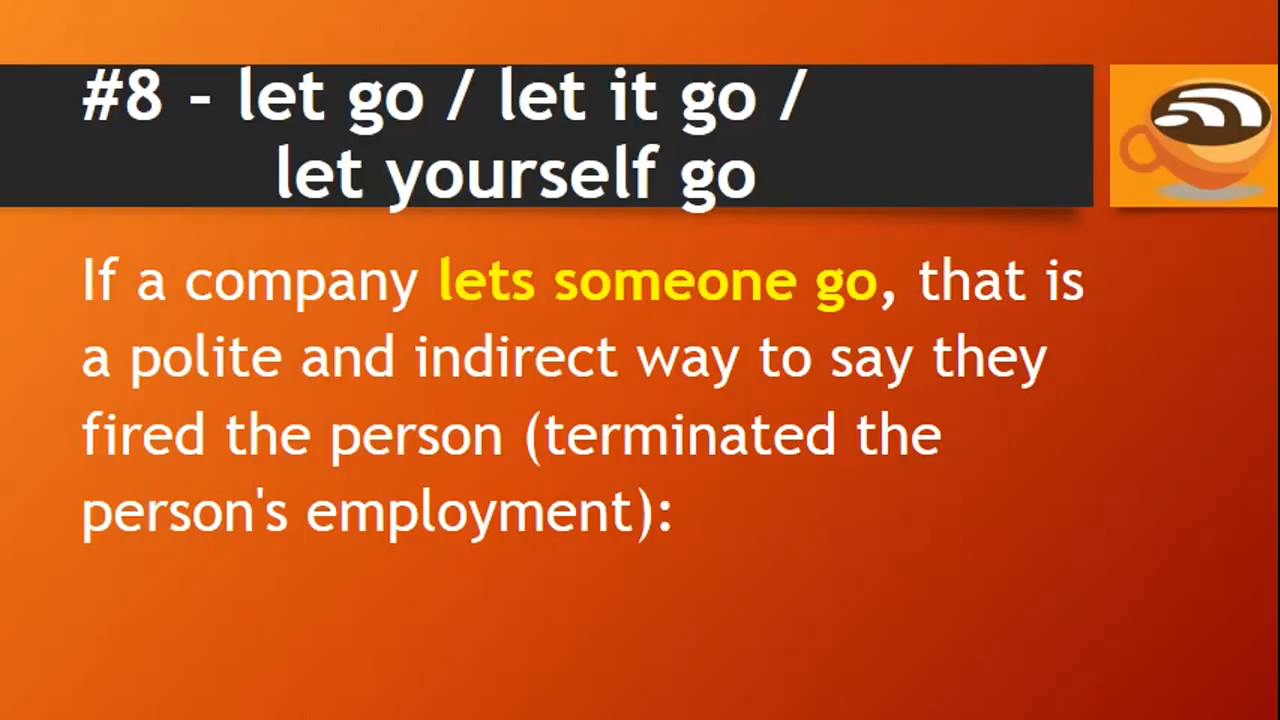 #8 - let go / let it go /
let yourself go
If a company lets someone go, that is
a polite and indirect way to say they
fired the person (terminated the
person's employment):